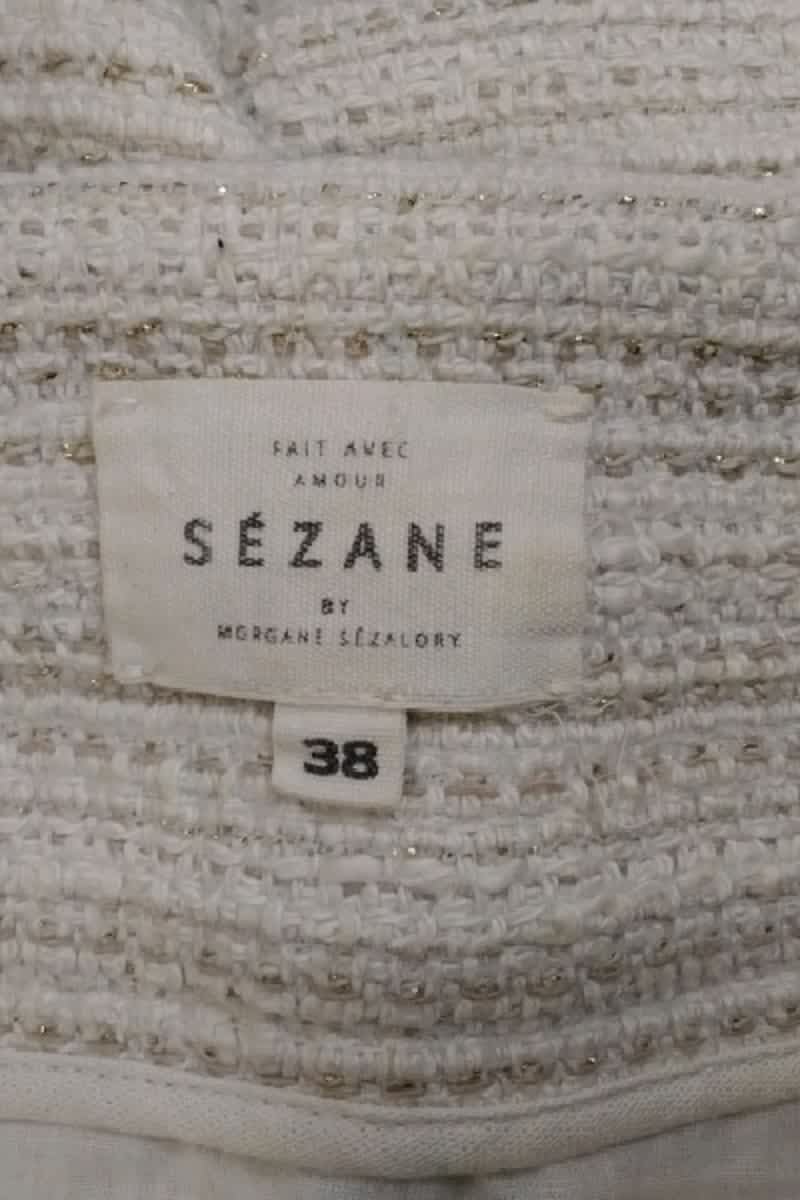 FAIT AVEC
AMOUR
SÉZANE
BY
MORGANE SÉZALORY
38